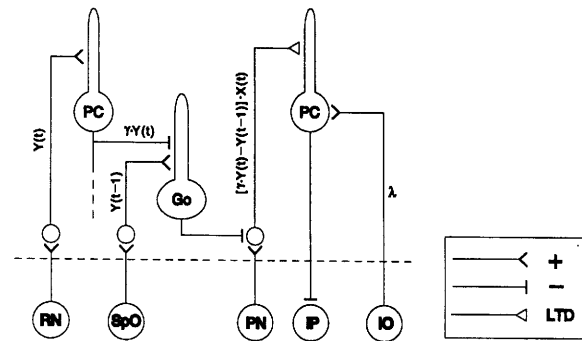 Y(t)
PC
γ·Y(t)
Y(t−1)
Go
[γ·Y(t)−Y(t−1)]·X(t)
PC
λ
RN
SpO
PN
IP
IO
+
−
LTD